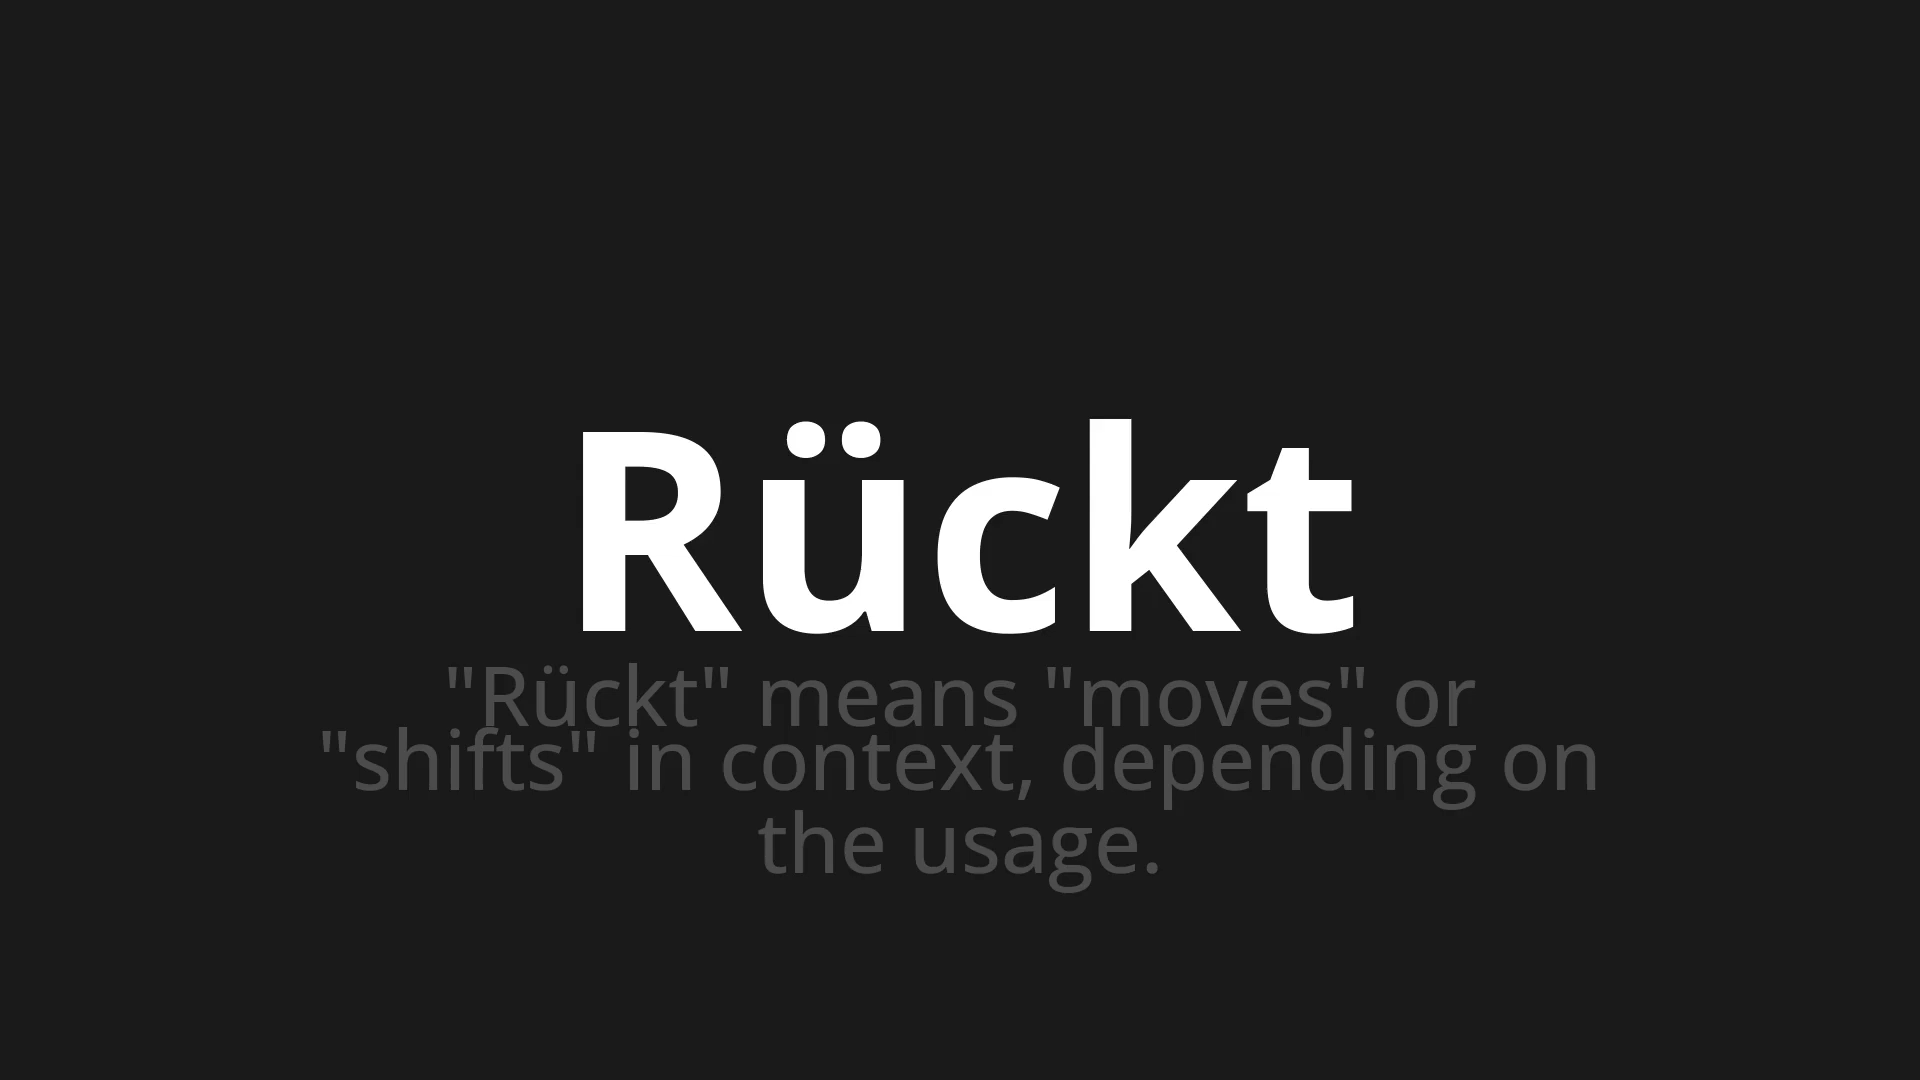 Rückt
"Rückt" means "moves" or
"shifts" in context, depending on
the usage.